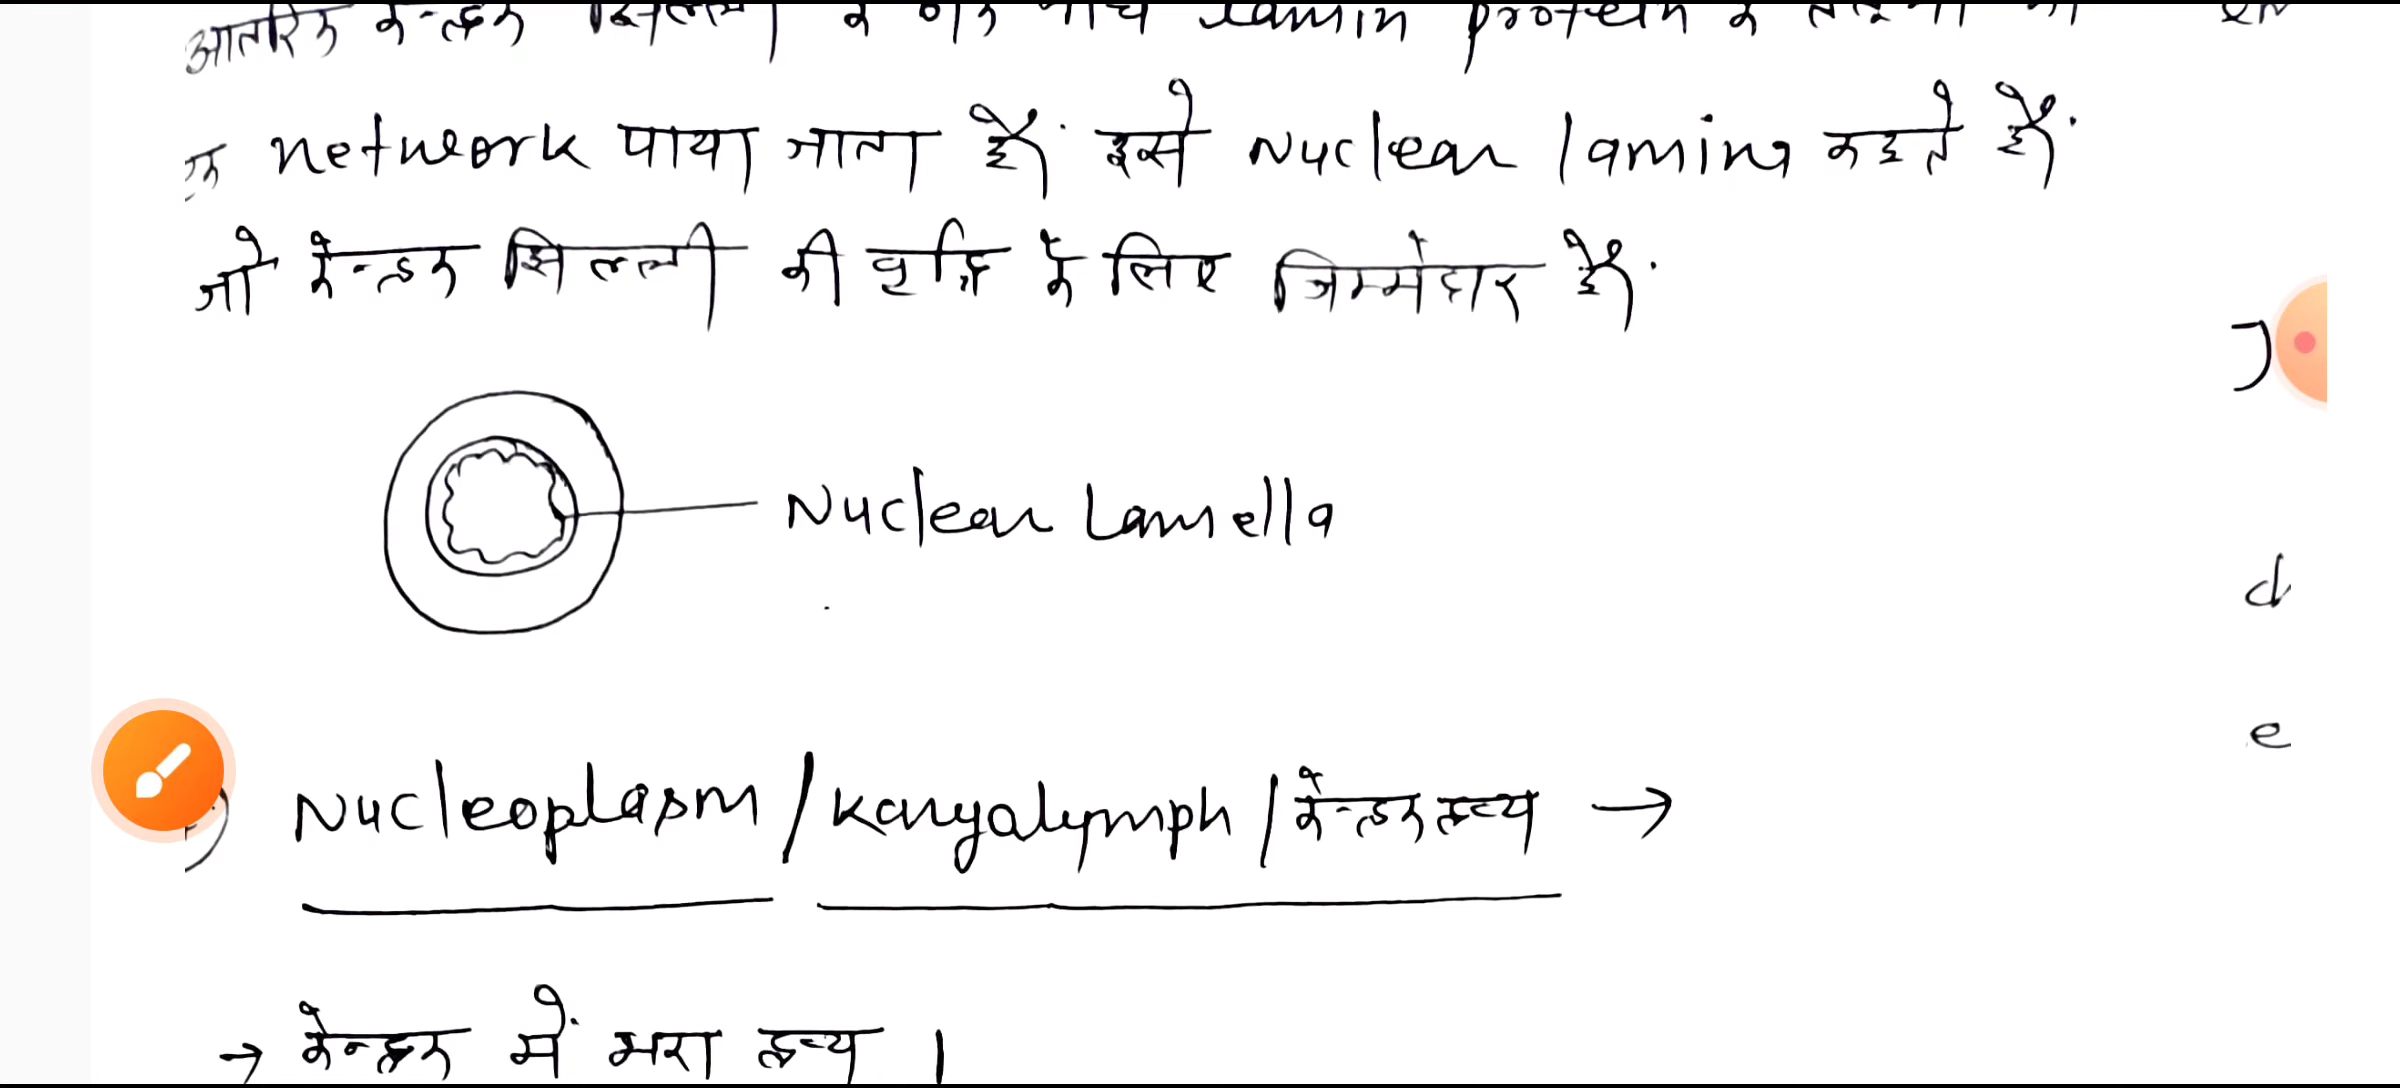 आंतरिक केन्द्रक झिल्ली के lamin protein के
एक network पाया जाता है इसे Nuclear lamina कहते है
जो केन्द्रक झिल्ली की वृद्धि के लिए जिम्मेदार है
Nuclear Lamella
d
e
Nucleoplasm / Karyolymph / केन्द्रक द्रव्य →
→ केन्द्रक में भरा द्रव्य ।